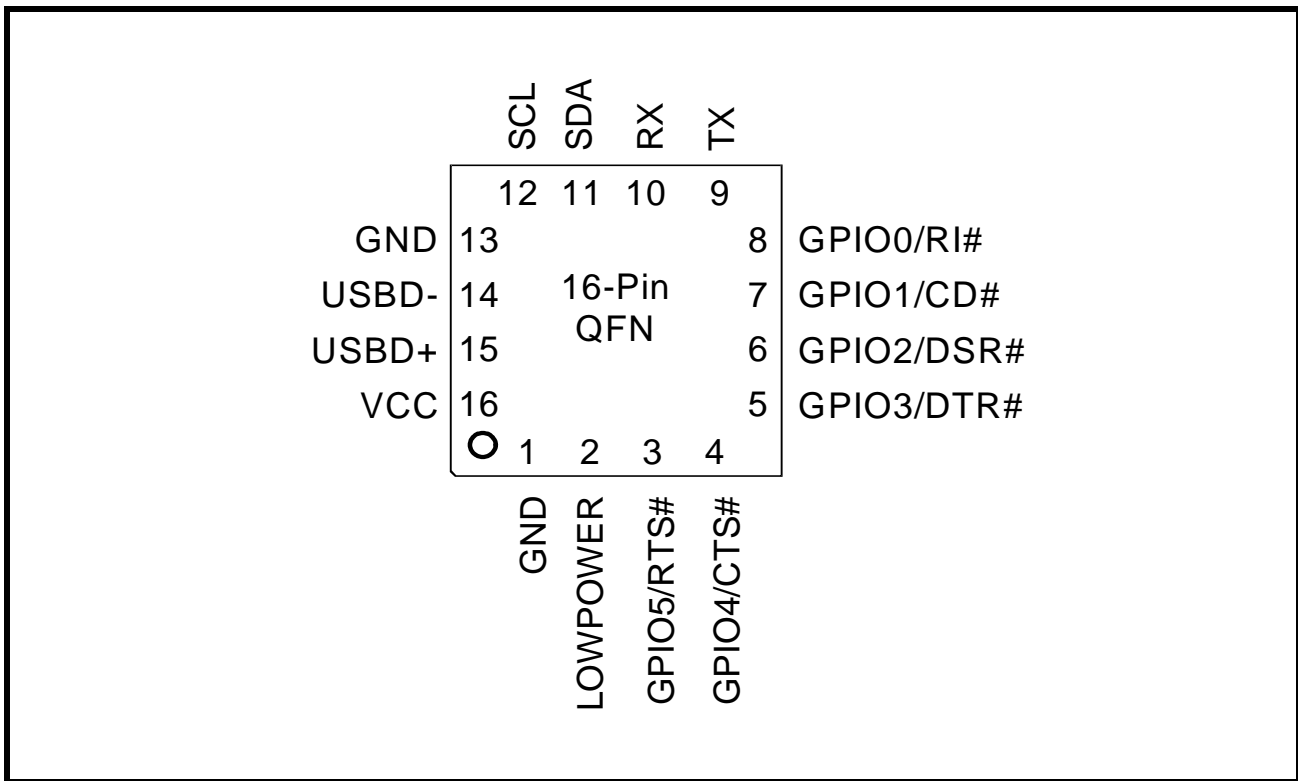 SCL
SDA
RX
TX
12 11 10 9
GND 13
8 GPIO0/RI#
USBD- 14
16-Pin
QFN
7 GPIO1/CD#
USBD+ 15
6 GPIO2/DSR#
VCC 16
5 GPIO3/DTR#
1 2 3 4
GND
LOWPOWER
GPIO5/RTS#
GPIO4/CTS#